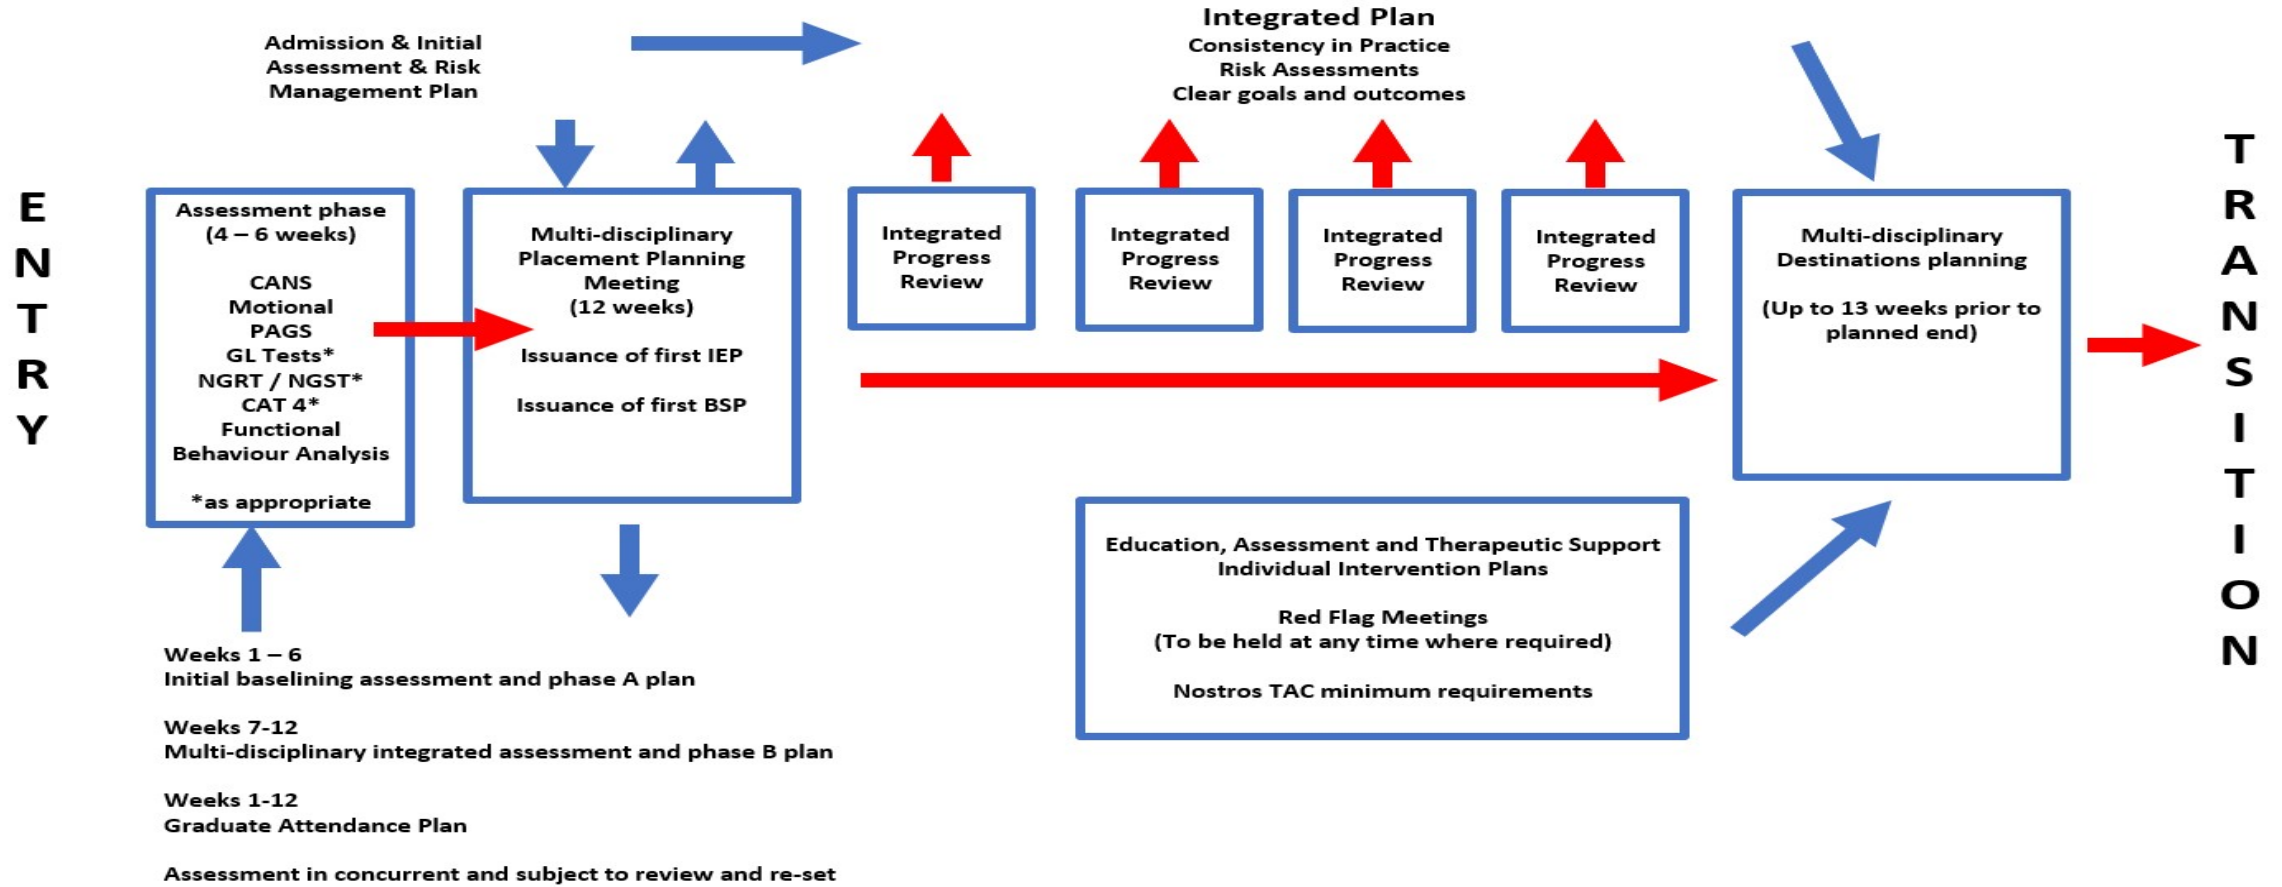 ENTRY
Admission & Initial
Assessment & Risk
Management Plan
Integrated Plan
Consistency in Practice
Risk Assessments
Clear goals and outcomes
Assessment phase
(4 – 6 weeks)
CANS
Motional
PAGS
GL Tests*
NGRT / NGST*
CAT 4*
Functional
Behaviour Analysis
*as appropriate
Multi-disciplinary
Placement Planning
Meeting
(12 weeks)
Issuance of first IEP
Issuance of first BSP
Integrated
Progress
Review
Integrated
Progress
Review
Integrated
Progress
Review
Integrated
Progress
Review
Multi-disciplinary
Destinations planning
(Up to 13 weeks prior to
planned end)
Education, Assessment and Therapeutic Support
Individual Intervention Plans
Red Flag Meetings
(To be held at any time where required)
Nostros TAC minimum requirements
Weeks 1 – 6
Initial baselining assessment and phase A plan
Weeks 7-12
Multi-disciplinary integrated assessment and phase B plan
Weeks 1-12
Graduate Attendance Plan
Assessment in concurrent and subject to review and re-set
TRANSITION